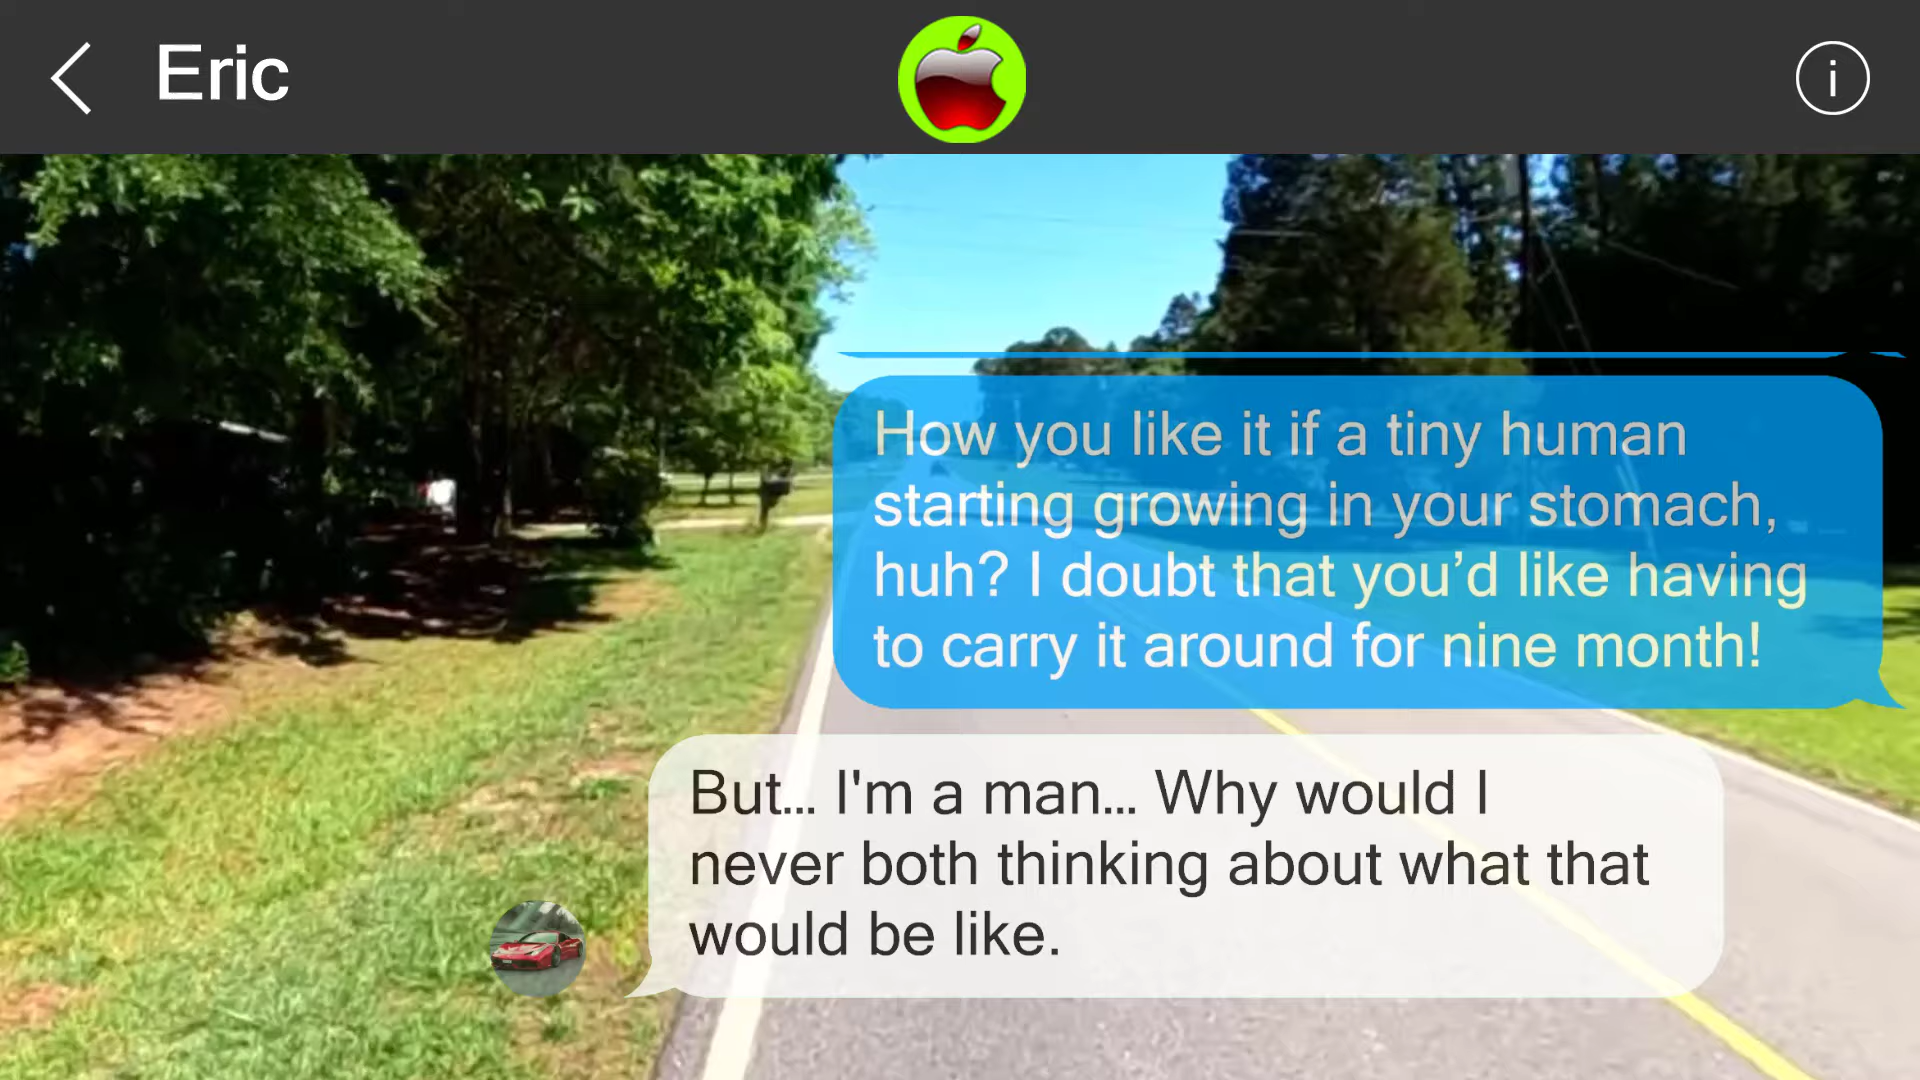 Eric
i
How you like it if a tiny human
starting growing in your stomach,
huh? I doubt that you’d like having
to carry it around for nine month!
But... I'm a man... Why would I
never both thinking about what that
would be like.